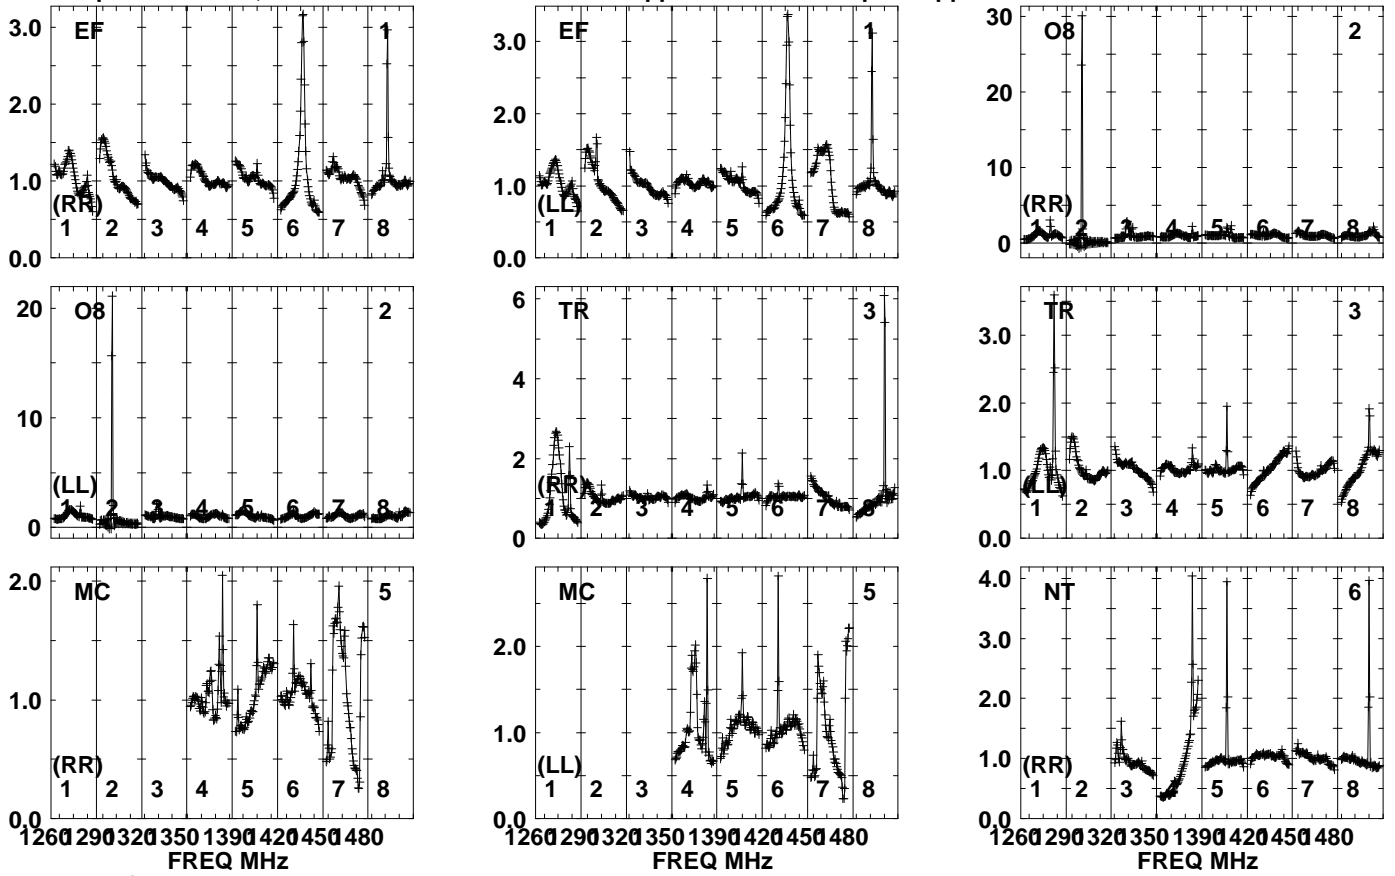 3.0 EF 1
2.0
1.0
(RR)
1 2 3 4 5 6 7 8
0.0
3.0 EF 1
2.0
1.0
(LL)
1 2 3 4 5 6 7 8
0.0
30 O8 2
20
10
(RR)
1 2 3 4 5 6 7 8
0
20 O8 2
10
(LL)
1 2 3 4 5 6 7 8
0
6 TR 3
4
2
(RR)
1 2 3 4 5 6 7 8
0
TR 3
3.0
2.0
1.0
(LL)
1 2 3 4 5 6 7 8
0.0
2.0 MC 5
1.0
(RR)
1 2 4 5 6 7 8
0.0
1260 1290 1320 1350 1390 1420 1450 1480
FREQ MHz
MC 5
2.0
1.0
(LL)
1 2 3 4 5 6 7 8
0.0
1260 1290 1320 1350 1390 1420 1450 1480
FREQ MHz
4.0 NT 6
3.0
2.0
1.0
(RR)
1 2 3 4 5 6 7 8
0.0
1260 1290 1320 1350 1390 1420 1450 1480
FREQ MHz